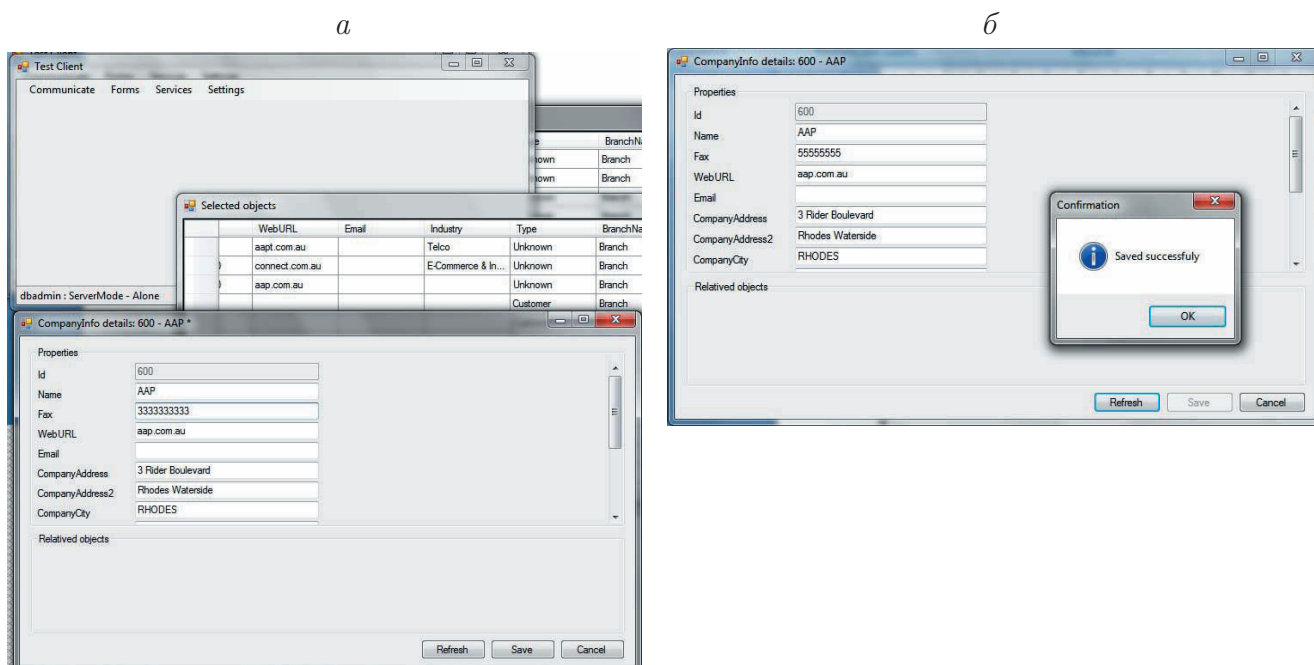 а
Test Client
Communicate Forms Services Settings
BranchN
nown Branch
nown Branch
Selected objects
WebURL Email Industry Type BranchNa
aapt.com.au Telco Unknown Branch
connect.com.au E-Commerce & In... Unknown Branch
aap.com.au Unknown Branch
Customer Branch
dbadmin : ServerMode - Alone
CompanyInfo details: 600 - AAP *
Properties
Id 600
Name AAP
Fax 3333333333
WebURL aap.com.au
Email
CompanyAddress 3 Rider Boulevard
CompanyAddress2 Rhodes Waterside
CompanyCity RHODES
Relatived objects
Refresh Save Cancel
б
CompanyInfo details: 600 - AAP
Properties
Id 600
Name AAP
Fax 55555555
WebURL aap.com.au
Email
CompanyAddress 3 Rider Boulevard
CompanyAddress2 Rhodes Waterside
CompanyCity RHODES
Relatived objects
Confirmation
Saved successfuly
OK
Refresh Save Cancel